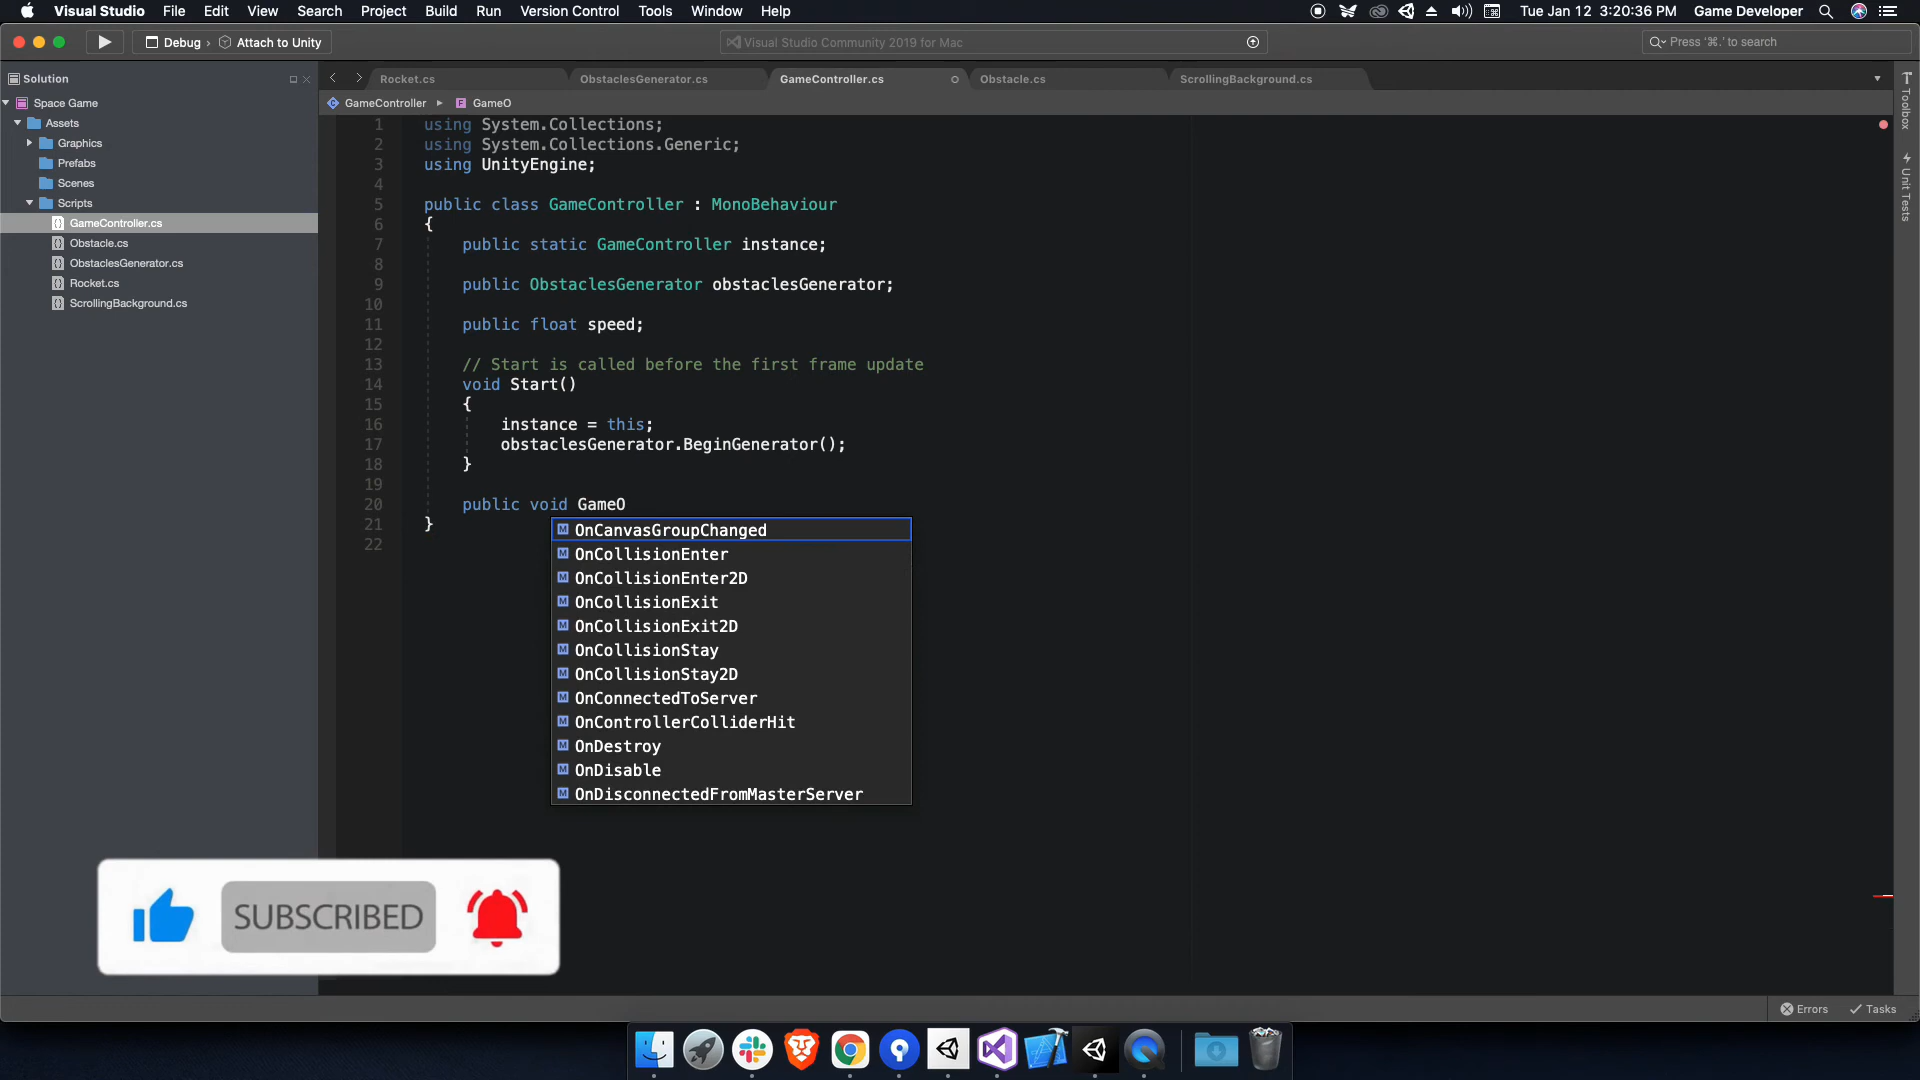 Visual Studio File Edit View Search Project Build Run Version Control Tools Window Help Tue Jan 12 3:20:36 PM Game Developer
Debug › Attach to Unity
Visual Studio Community 2019 for Mac
Press '⌘.' to search
Solution
Rocket.cs ObstaclesGenerator.cs GameController.cs Obstacle.cs ScrollingBackground.cs
GameController ▸ GameO
Space Game
Assets
Graphics
Prefabs
Scenes
Scripts
GameController.cs
Obstacle.cs
ObstaclesGenerator.cs
Rocket.cs
ScrollingBackground.cs
1 using System.Collections;
2 using System.Collections.Generic;
3 using UnityEngine;
4
5 public class GameController : MonoBehaviour
6 {
7 public static GameController instance;
8
9 public ObstaclesGenerator obstaclesGenerator;
10
11 public float speed;
12
13 // Start is called before the first frame update
14 void Start()
15 {
16 instance = this;
17 obstaclesGenerator.BeginGenerator();
18 }
19
20 public void GameO
21 }
22
OnCanvasGroupChanged
OnCollisionEnter
OnCollisionEnter2D
OnCollisionExit
OnCollisionExit2D
OnCollisionStay
OnCollisionStay2D
OnConnectedToServer
OnControllerColliderHit
OnDestroy
OnDisable
OnDisconnectedFromMasterServer
Toolbox
Unit Tests
SUBSCRIBED
Errors Tasks